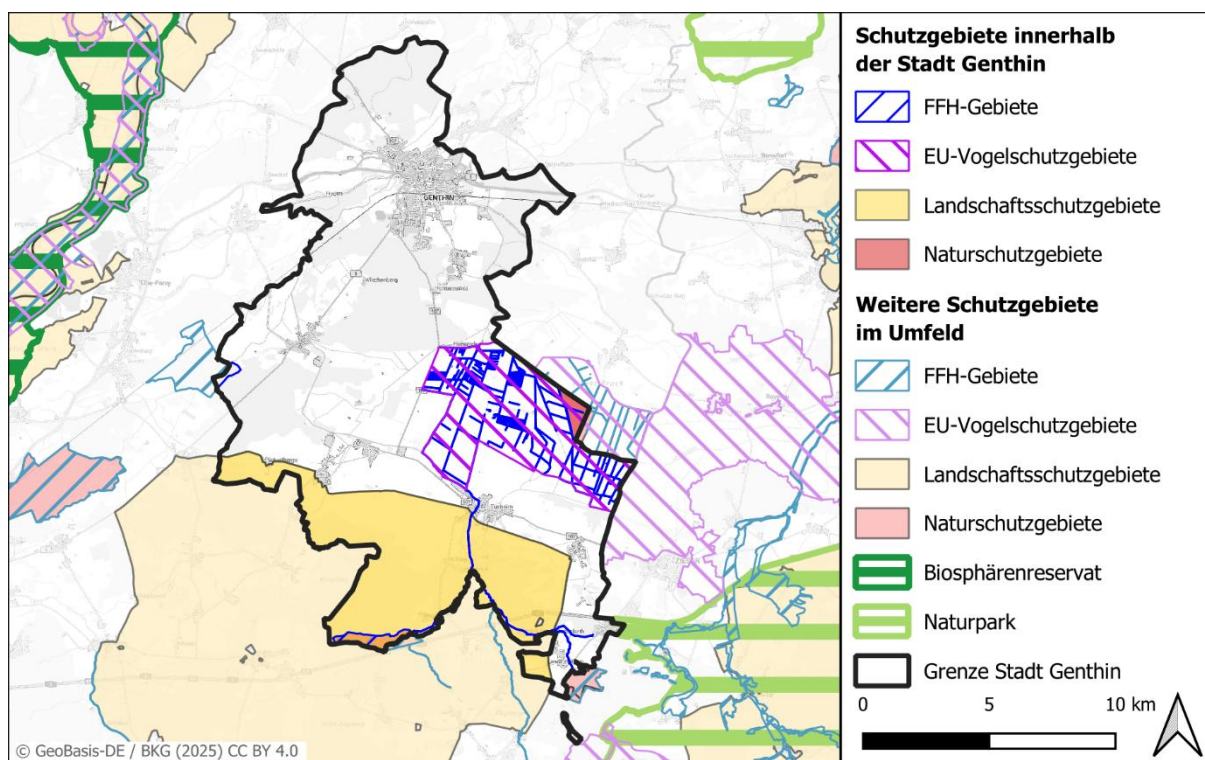 Schutzgebiete innerhalb
der Stadt Genthin
FFH-Gebiete
EU-Vogelschutzgebiete
Landschaftsschutzgebiete
Naturschutzgebiete
Weitere Schutzgebiete
im Umfeld
FFH-Gebiete
EU-Vogelschutzgebiete
Landschaftsschutzgebiete
Naturschutzgebiete
Biosphärenreservat
Naturpark
Grenze Stadt Genthin
0 5 10 km
GENTHIN
© GeoBasis-DE / BKG (2025) CC BY 4.0